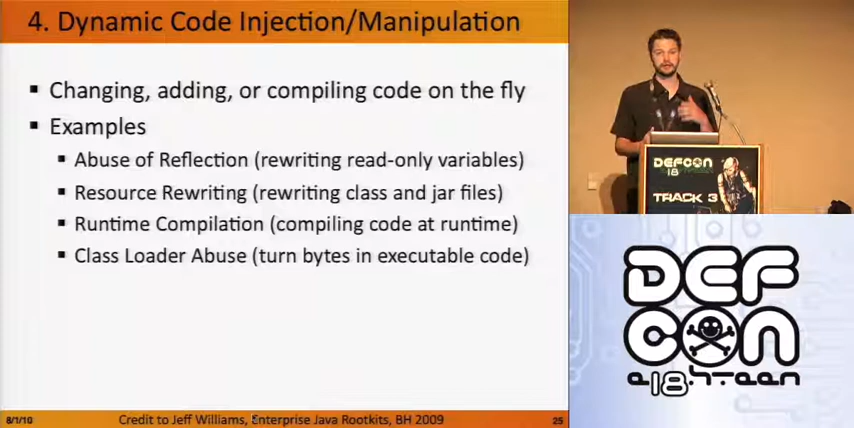 4. Dynamic Code Injection/Manipulation
▪ Changing, adding, or compiling code on the fly
▪ Examples
▪ Abuse of Reflection (rewriting read-only variables)
▪ Resource Rewriting (rewriting class and jar files)
▪ Runtime Compilation (compiling code at runtime)
▪ Class Loader Abuse (turn bytes in executable code)
8/1/10
Credit to Jeff Williams, Enterprise Java Rootkits, BH 2009
25
DEFCON
18
TRACK 3
DEF
CON
e18h-teen